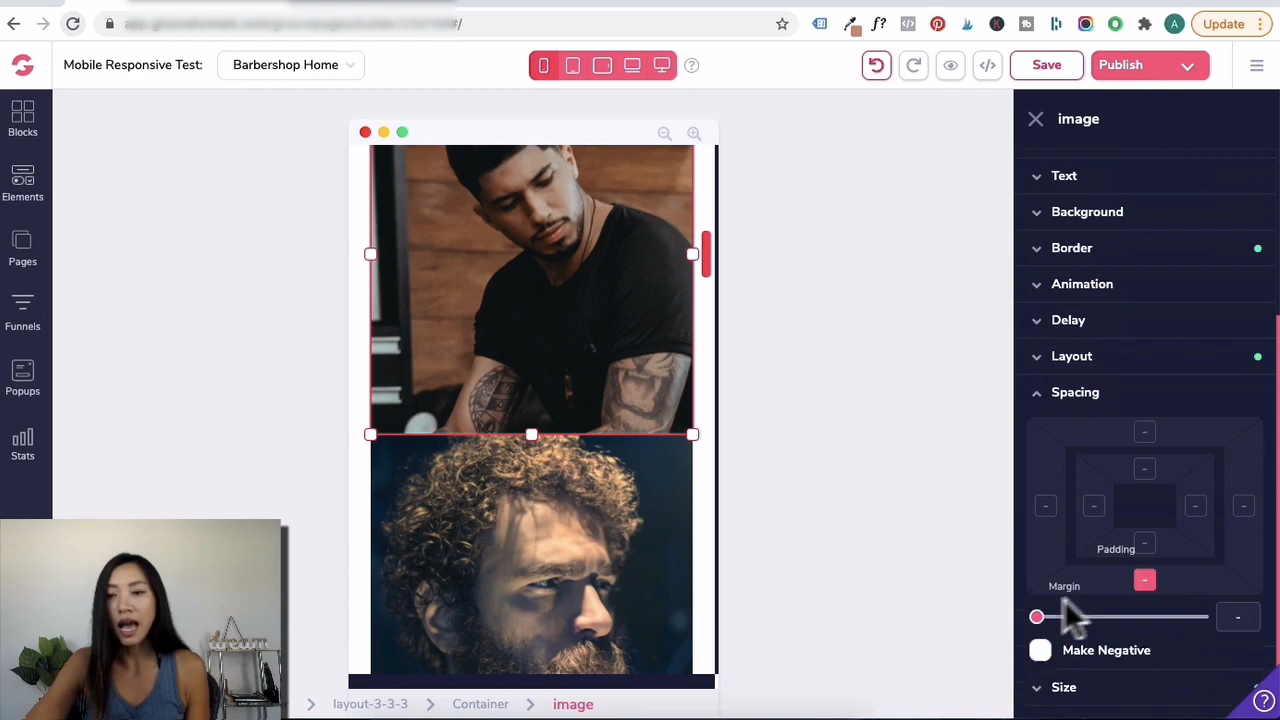 f?
A
Update
Mobile Responsive Test:
Barbershop Home
Save
Publish
Blocks
Elements
Pages
Funnels
Popups
Stats
image
Text
Background
Border
Animation
Delay
Layout
Spacing
Padding
Margin
Make Negative
Size
layout-3-3-3
Container
image
dream